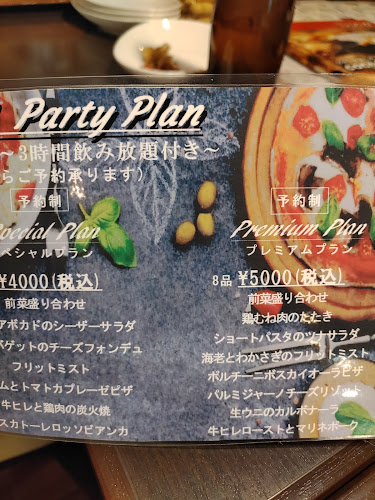 Party Plan
～3時間飲み放題付き～
らご予約承ります)
予約制
pecial Plan
ペシャルプラン
¥4000(税込)
前菜盛り合わせ
アボカドのシーザーサラダ
バゲットのチーズフォンデュ
フリットミスト
ムとトマトカプレーゼピザ
牛ヒレと鶏肉の炭火焼
スカトーレロッソビアンカ
予約制
Premium Plan
プレミアムプラン
8品 ¥5000(税込)
前菜盛り合わせ
鶏むね肉のたたき
ショートパスタのツナサラダ
海老とわかさぎのフリットミスト
ポルチーニボスカイオーラピザ
パルミジャーノチーズリゾット
生ウニのカルボナーラ
牛ヒレローストとマリネポーク